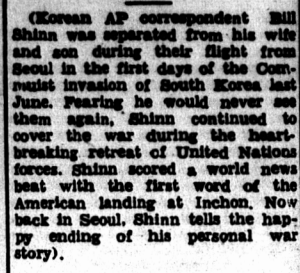 (Korean AP correspondent Bill
Shinn was separated from his wife
and son during their flight from
Seoul in the first days of the Com-
muist invasion of South Korea last
June. Fearing he would never see
them again, Shinn continued to
cover the war during the heart-
breaking retreat of United Nations
forces. Shinn scored a world news
beat with the first word of the
American landing at Inchon. Now
back in Seoul, Shinn tells the hap-
py ending of his personal war
story).